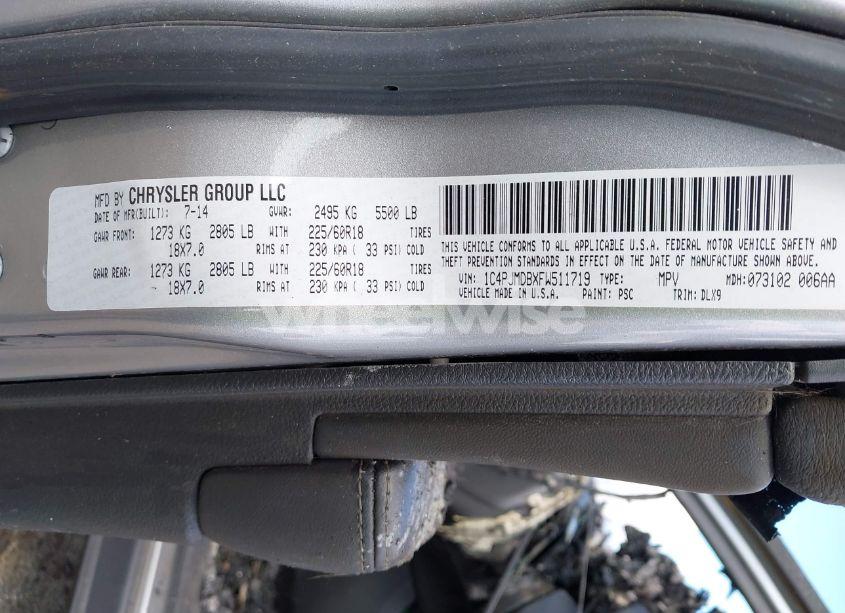 MFD BY CHRYSLER GROUP LLC
DATE OF MFR(BUILT): 7-14 GVWR: 2495 KG 5500 LB
GAWR FRONT: 1273 KG 2805 LB WITH 225/60R18 TIRES
18X7.0 RIMS AT 230 KPA ( 33 PSI) COLD
GAWR REAR: 1273 KG 2805 LB WITH 225/60R18 TIRES
18X7.0 RIMS AT 230 KPA ( 33 PSI) COLD
THIS VEHICLE CONFORMS TO ALL APPLICABLE U.S.A. FEDERAL MOTOR VEHICLE SAFETY AND
THEFT PREVENTION STANDARDS IN EFFECT ON THE DATE OF MANUFACTURE SHOWN ABOVE.
VIN: 1C4PJMDBXFW511719 TYPE: MPV MDH: 073102 006AA
MADE IN U.S.A. PAINT: PSC TRIM: DLX9
wheelwise